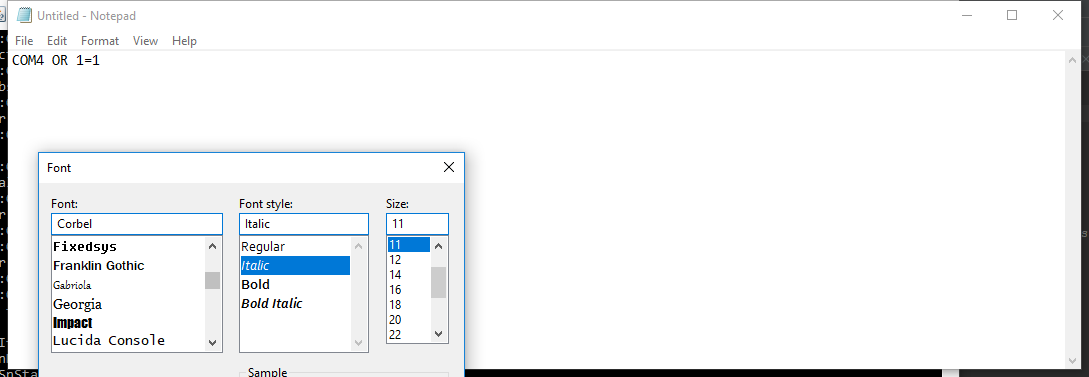 Untitled - Notepad
File Edit Format View Help
COM4 OR 1=1
Font
Font: Font style: Size:
Corbel Italic 11
Fixedsys Regular 11
Franklin Gothic Italic 12
Gabriola Bold 14
Georgia Bold Italic 16
Impact 18
Lucida Console 20
22
Sample